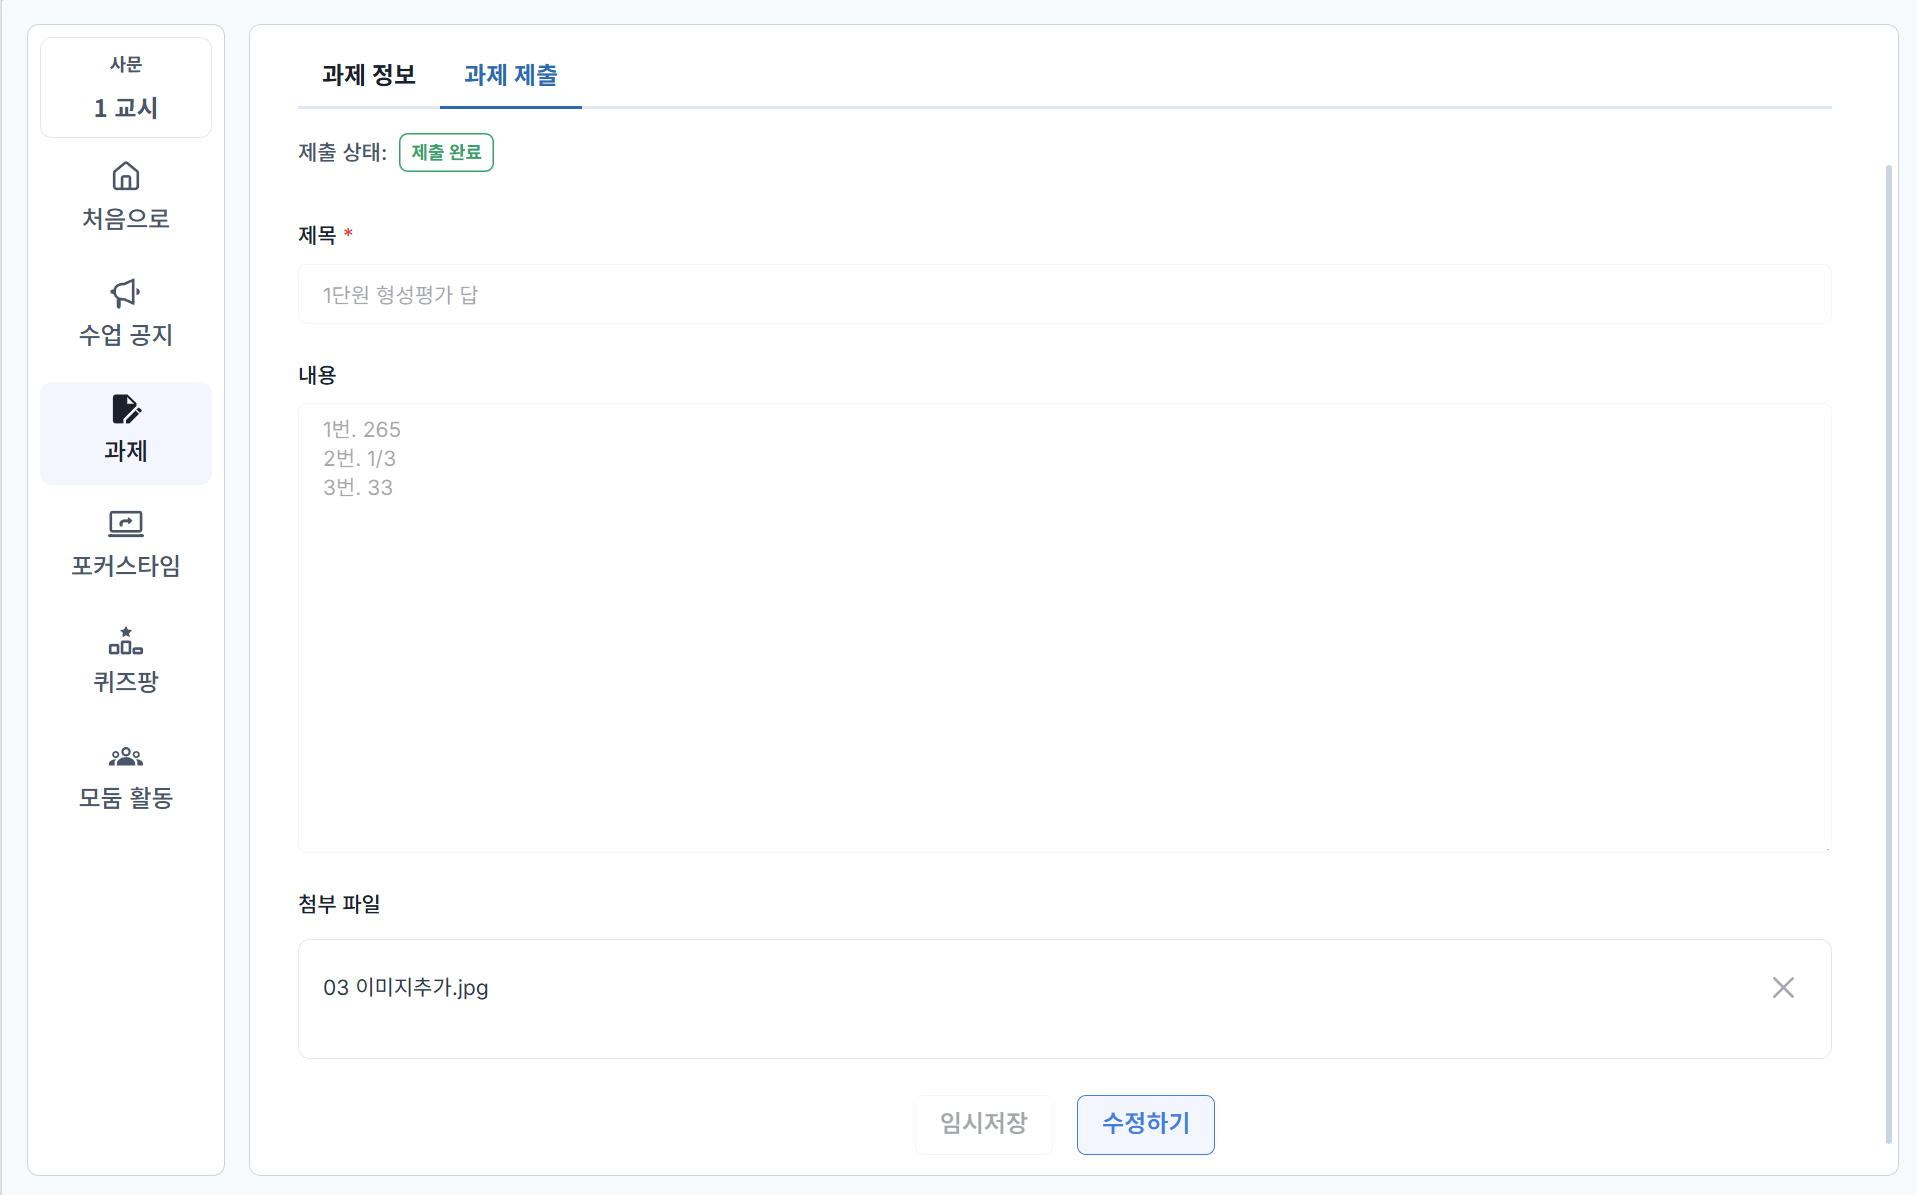 사문
1 교시
처음으로
수업 공지
과제
포커스타임
퀴즈팡
모둠 활동
과제 정보
과제 제출
제출 상태: 제출 완료
제목 *
1단원 형성평가 답
내용
1번. 265
2번. 1/3
3번. 33
첨부 파일
03 이미지추가.jpg
임시저장
수정하기